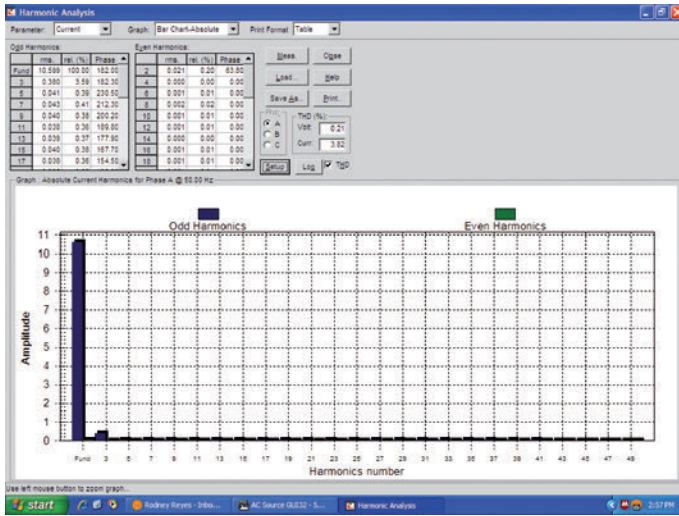 Harmonic Analysis
Parameter: Current Graph: Bar Chart-Absolute Print Format: Table
Odd Harmonics:
rms. rel. (%) Phase
Fund 10.589 100.00 182.00
3 0.380 3.59 182.30
5 0.041 0.39 230.50
7 0.043 0.41 212.30
9 0.040 0.38 200.20
11 0.038 0.36 189.80
13 0.039 0.37 177.90
15 0.040 0.38 167.70
17 0.038 0.36 154.50
Even Harmonics:
rms. rel. (%) Phase
2 0.021 0.20 63.80
4 0.000 0.00 0.00
6 0.001 0.01 0.00
8 0.002 0.02 0.00
10 0.001 0.01 0.00
12 0.001 0.01 0.00
14 0.000 0.00 0.00
16 0.001 0.01 0.00
18 0.001 0.01 0.00
Meas. Close
Load... Help
Save As... Print...
A
B
C
THD (%):
Volt: 0.21
Curr: 3.82
Setup Log THD
Graph : Absolute Current Harmonics for Phase A @ 50.00 Hz
Odd Harmonics Even Harmonics
11
10
9
8
7
6
5
4
3
2
1
0
Amplitude
Fund 3 5 7 9 11 13 15 17 19 21 23 25 27 29 31 33 35 37 39 41 43 45 47 49
Harmonics number
Use left mouse button to zoom graph...
start Rodney Reyes - Inbo... AC Source GUI32 - S... Harmonic Analysis 2:57 PM